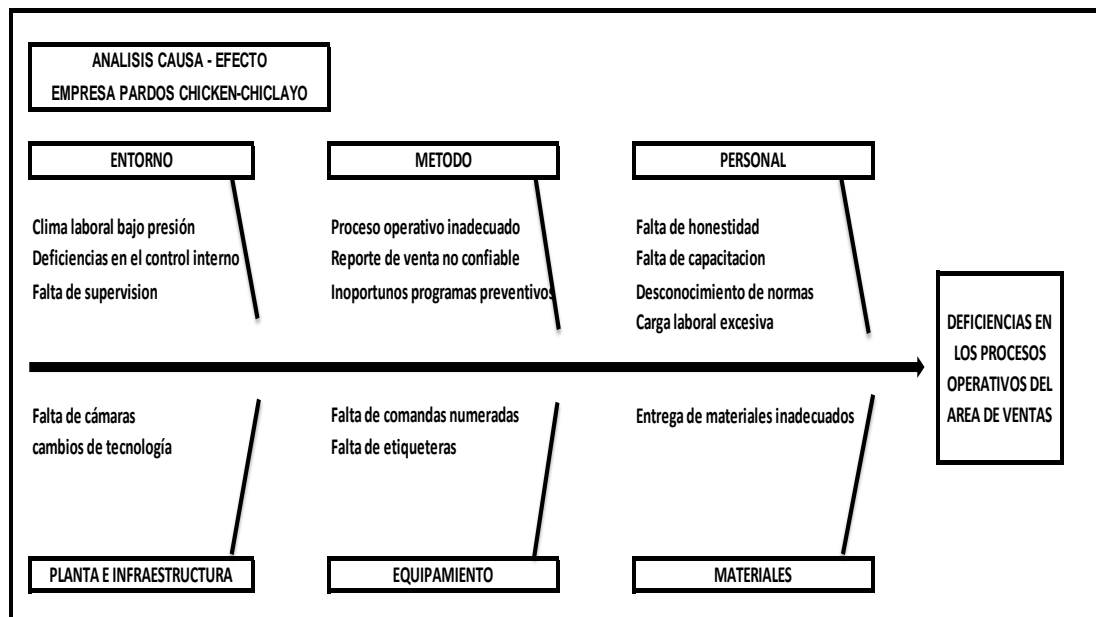 ANALISIS CAUSA - EFECTO
EMPRESA PARDOS CHICKEN-CHICLAYO
ENTORNO
Clima laboral bajo presión
Deficiencias en el control interno
Falta de supervision
METODO
Proceso operativo inadecuado
Reporte de venta no confiable
Inoportunos programas preventivos
PERSONAL
Falta de honestidad
Falta de capacitacion
Desconocimiento de normas
Carga laboral excesiva
DEFICIENCIAS EN
LOS PROCESOS
OPERATIVOS DEL
AREA DE VENTAS
Falta de cámaras
cambios de tecnología
PLANTA E INFRAESTRUCTURA
Falta de comandas numeradas
Falta de etiqueteras
EQUIPAMIENTO
Entrega de materiales inadecuados
MATERIALES